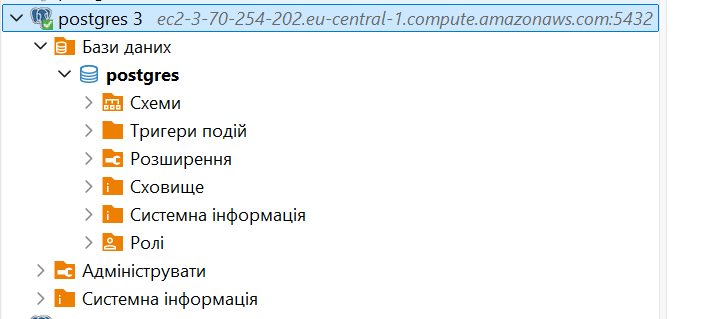 postgres 3 ec2-3-70-254-202.eu-central-1.compute.amazonaws.com:5432
Бази даних
postgres
Схеми
Тригери подій
Розширення
Сховище
Системна інформація
Ролі
Адмініструвати
Системна інформація